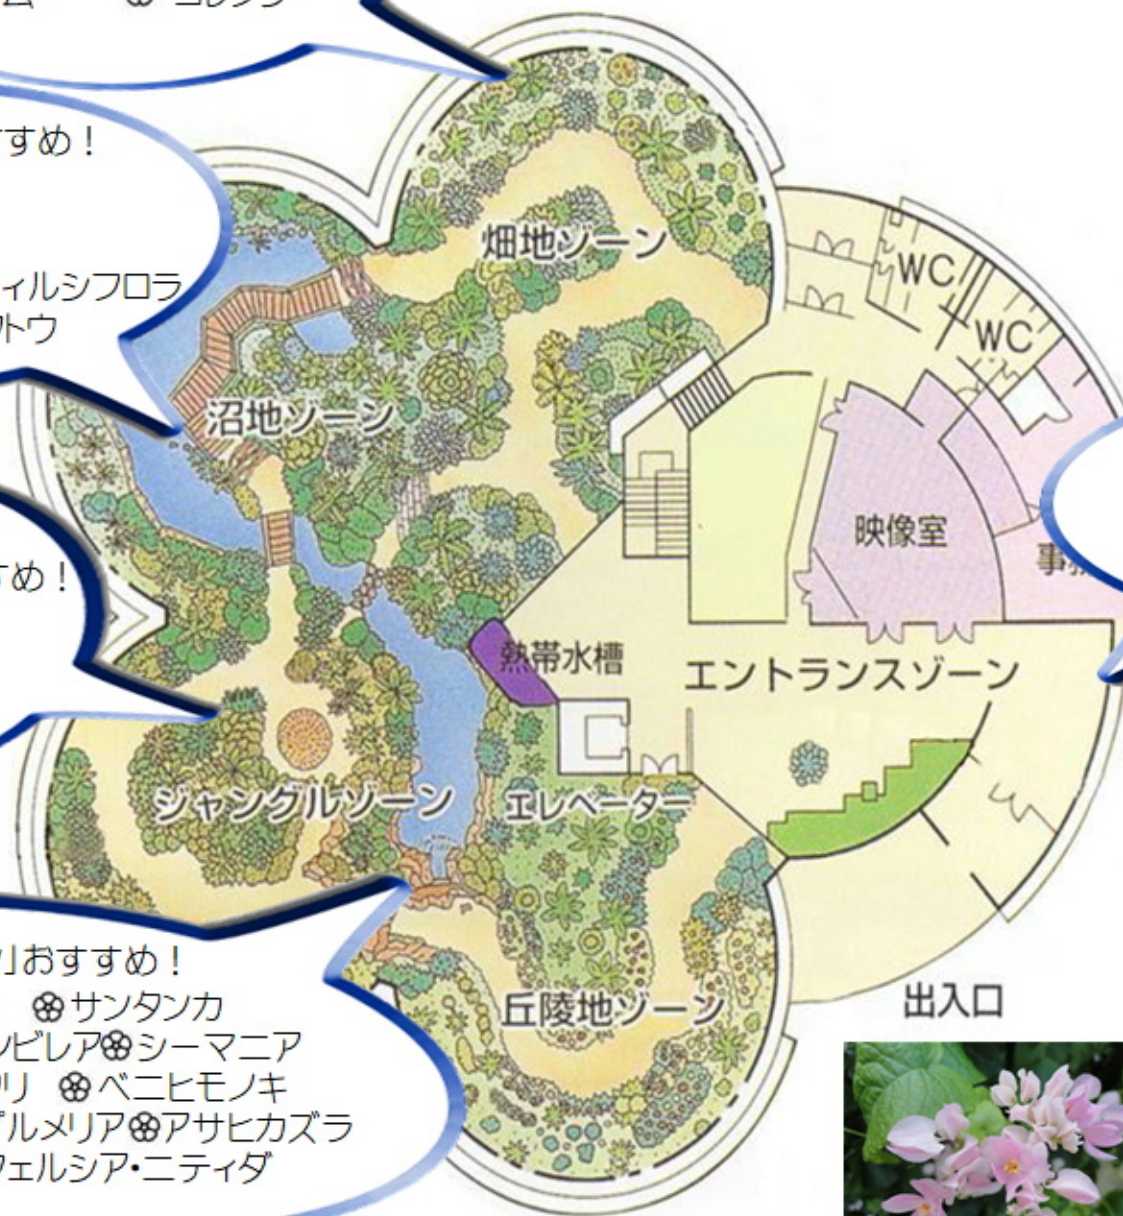 すすめ！
ィルシフロラ
クトウ
すめ！
畑地ゾーン
WC
WC
沼地ゾーン
映像室
熱帯水槽
エントランスゾーン
ジャングルゾーン
エレベーター
丘陵地ゾーン
出入口
おすすめ！
サンタンカ
ンビレア❀シーマニア
リ ❀ベニヒモノキ
プルメリア❀アサヒカズラ
フェルシア・ニティダ